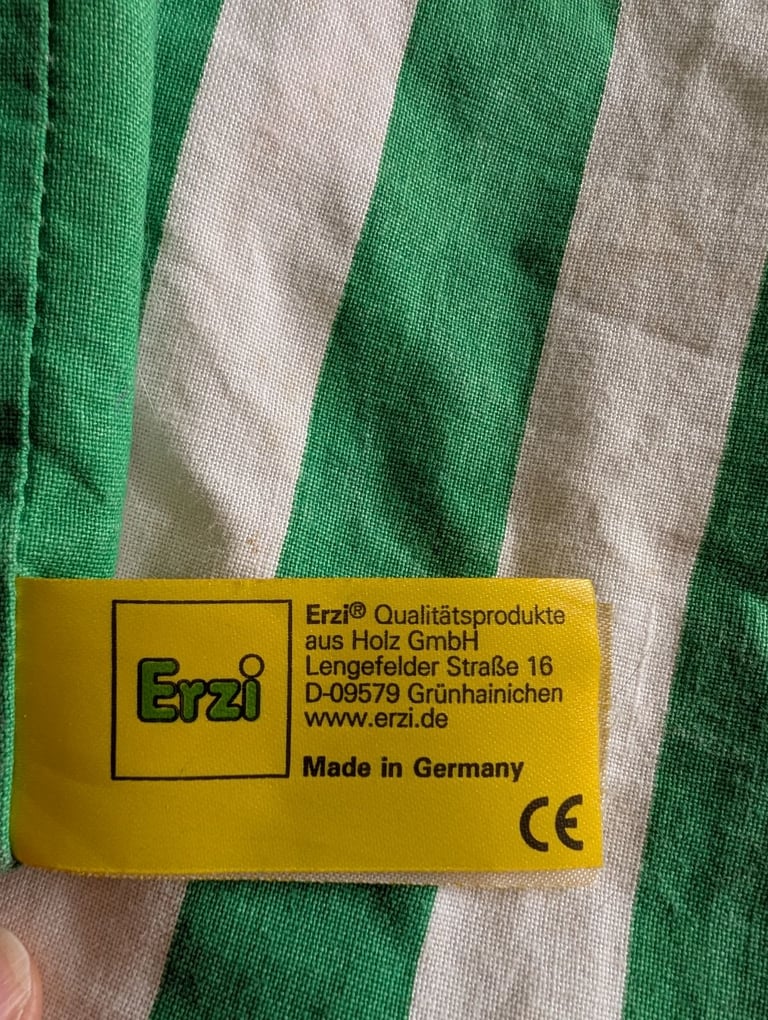 Erzi
Erzi® Qualitätsprodukte
aus Holz GmbH
Lengefelder Straße 16
D-09579 Grünhainichen
www.erzi.de
Made in Germany
CE